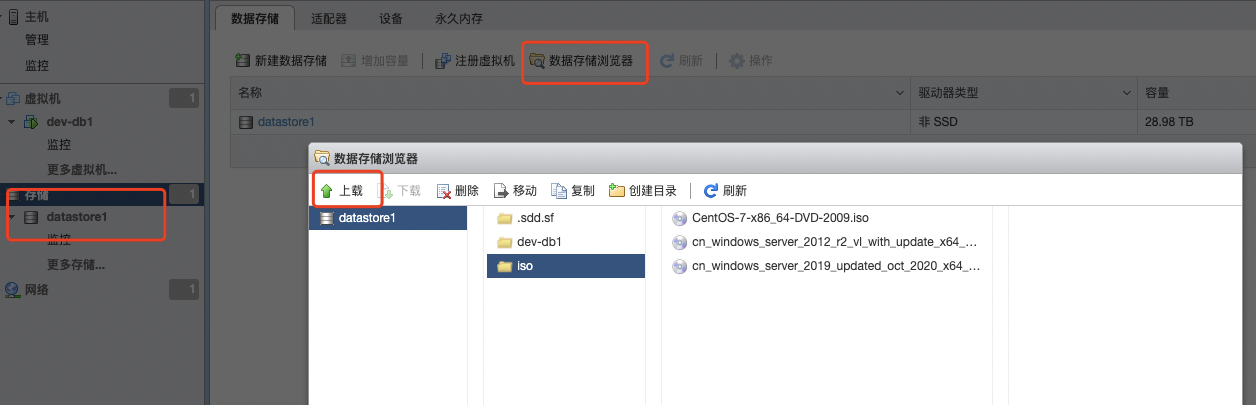 主机
管理
监控
虚拟机 1
dev-db1
监控
更多虚拟机...
存储 1
datastore1
监控
更多存储...
网络 1
数据存储 适配器 设备 永久内存
新建数据存储 增加容量 注册虚拟机 数据存储浏览器 刷新 操作
名称 驱动器类型 容量
datastore1 非 SSD 28.98 TB
数据存储浏览器
上载 下载 删除 移动 复制 创建目录 刷新
datastore1
.sdd.sf
dev-db1
iso
CentOS-7-x86_64-DVD-2009.iso
cn_windows_server_2012_r2_vl_with_update_x64_...
cn_windows_server_2019_updated_oct_2020_x64_...